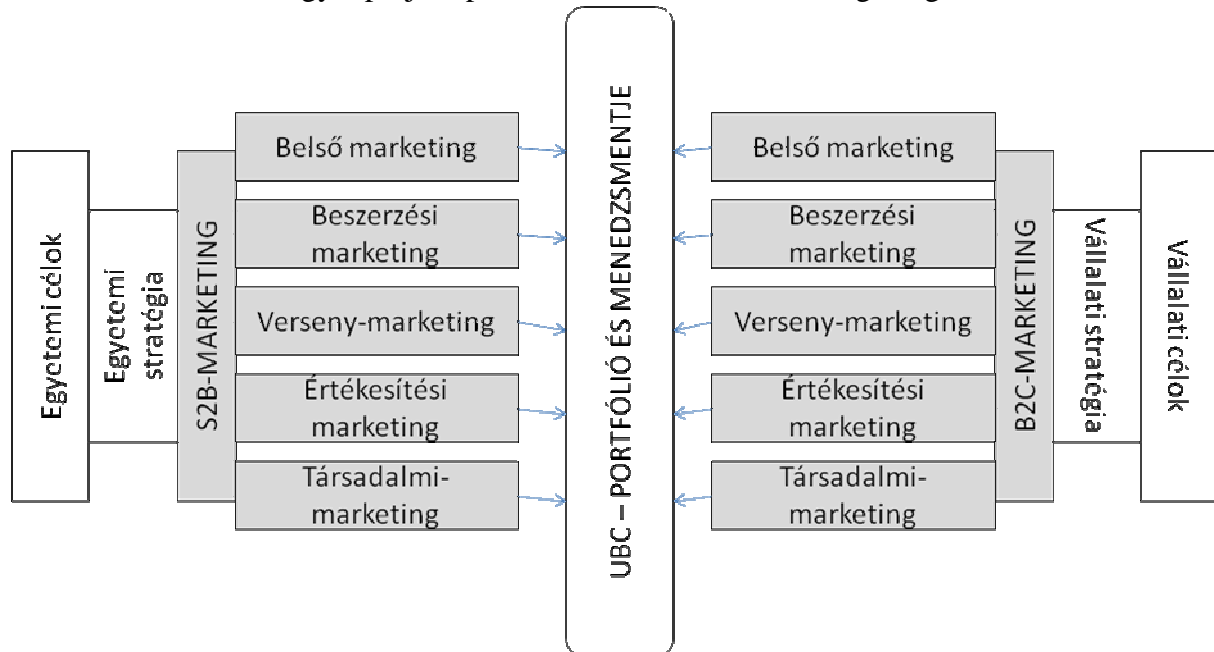 Egyetemi célok
Egyetemi
stratégia
S2B-MARKETING
Belső marketing
Beszerzési
marketing
Verseny-marketing
Értékesítési
marketing
Társadalmi-
marketing
UBC – PORTFÓLIÓ ÉS MENEDZSMENTJE
Belső marketing
Beszerzési
marketing
Verseny-marketing
Értékesítési
marketing
Társadalmi-
marketing
B2C-MARKETING
Vállalati stratégia
Vállalati célok